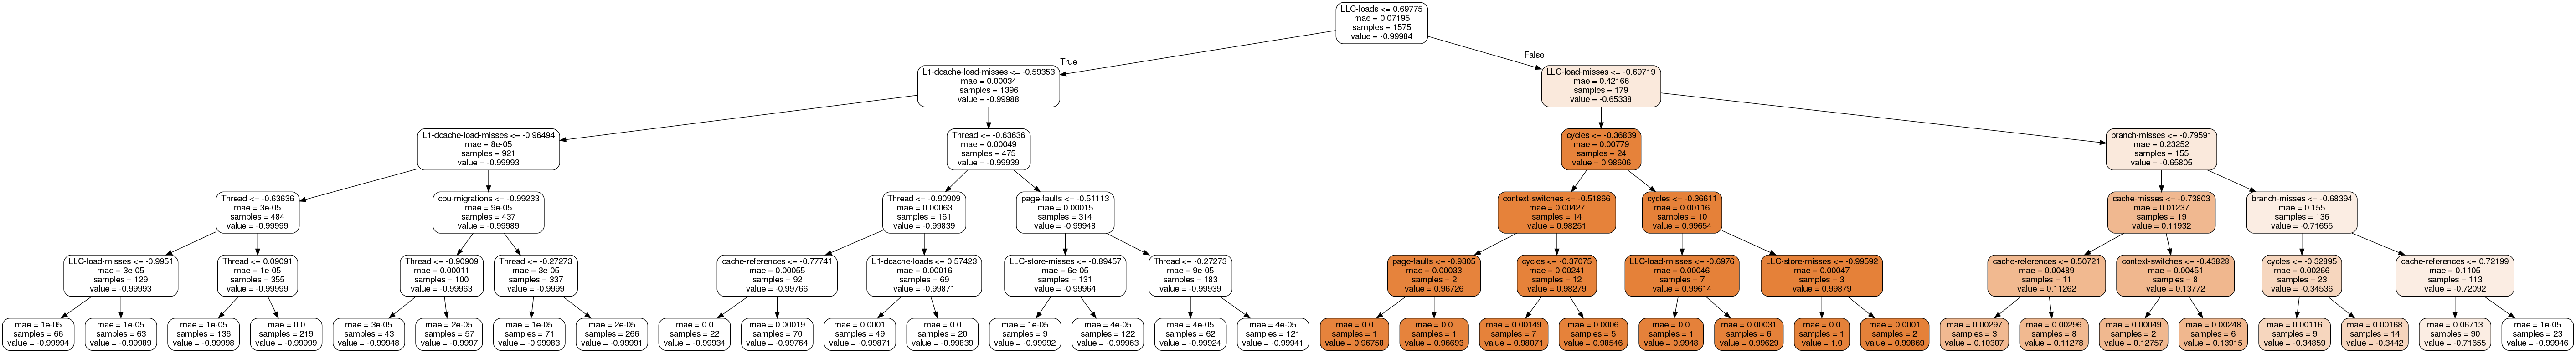 LLC-loads <= 0.69775
mae = 0.07195
samples = 1575
value = -0.99984
True
False
L1-dcache-load-misses <= -0.59353
mae = 0.00034
samples = 1396
value = -0.99988
LLC-load-misses <= -0.69719
mae = 0.42166
samples = 179
value = -0.65338
L1-dcache-load-misses <= -0.96494
mae = 8e-05
samples = 921
value = -0.99993
Thread <= -0.63636
mae = 0.00049
samples = 475
value = -0.99939
cycles <= -0.36839
mae = 0.00779
samples = 24
value = 0.98606
branch-misses <= -0.79591
mae = 0.23252
samples = 155
value = -0.65805
Thread <= -0.63636
mae = 3e-05
samples = 484
value = -0.99999
cpu-migrations <= -0.99233
mae = 9e-05
samples = 437
value = -0.99989
Thread <= -0.90909
mae = 0.00063
samples = 161
value = -0.99839
page-faults <= -0.51113
mae = 0.00015
samples = 314
value = -0.99948
context-switches <= -0.51866
mae = 0.00427
samples = 14
value = 0.98251
cycles <= -0.36611
mae = 0.00116
samples = 10
value = 0.99654
cache-misses <= -0.73803
mae = 0.01237
samples = 19
value = 0.11932
branch-misses <= -0.68394
mae = 0.155
samples = 136
value = -0.71655
LLC-load-misses <= -0.9951
mae = 3e-05
samples = 129
value = -0.99993
Thread <= 0.09091
mae = 1e-05
samples = 355
value = -0.99999
Thread <= -0.90909
mae = 0.00011
samples = 100
value = -0.99963
Thread <= -0.27273
mae = 3e-05
samples = 337
value = -0.9999
cache-references <= -0.77741
mae = 0.00055
samples = 92
value = -0.99766
L1-dcache-loads <= 0.57423
mae = 0.00016
samples = 69
value = -0.99871
LLC-store-misses <= -0.89457
mae = 6e-05
samples = 131
value = -0.99964
Thread <= -0.27273
mae = 9e-05
samples = 183
value = -0.99939
page-faults <= -0.9305
mae = 0.00033
samples = 2
value = 0.96726
cycles <= -0.37075
mae = 0.00241
samples = 12
value = 0.98279
LLC-load-misses <= -0.6976
mae = 0.00046
samples = 7
value = 0.99614
LLC-store-misses <= -0.99592
mae = 0.00047
samples = 3
value = 0.99879
cache-references <= 0.50721
mae = 0.00489
samples = 11
value = 0.11262
context-switches <= -0.43828
mae = 0.00451
samples = 8
value = 0.13772
cycles <= -0.32895
mae = 0.00266
samples = 23
value = -0.34536
cache-references <= 0.72199
mae = 0.1105
samples = 113
value = -0.72092
mae = 1e-05
samples = 66
value = -0.99994
mae = 1e-05
samples = 63
value = -0.99989
mae = 1e-05
samples = 136
value = -0.99998
mae = 0.0
samples = 219
value = -0.99999
mae = 3e-05
samples = 43
value = -0.99948
mae = 2e-05
samples = 57
value = -0.9997
mae = 1e-05
samples = 71
value = -0.99983
mae = 2e-05
samples = 266
value = -0.99991
mae = 0.0
samples = 22
value = -0.99934
mae = 0.00019
samples = 70
value = -0.99764
mae = 0.0001
samples = 49
value = -0.99871
mae = 0.0
samples = 20
value = -0.99839
mae = 1e-05
samples = 9
value = -0.99992
mae = 4e-05
samples = 122
value = -0.99963
mae = 4e-05
samples = 62
value = -0.99924
mae = 4e-05
samples = 121
value = -0.99941
mae = 0.0
samples = 1
value = 0.96758
mae = 0.0
samples = 1
value = 0.96693
mae = 0.00149
samples = 7
value = 0.98071
mae = 0.0006
samples = 5
value = 0.98546
mae = 0.0
samples = 1
value = 0.9948
mae = 0.00031
samples = 6
value = 0.99629
mae = 0.0
samples = 1
value = 1.0
mae = 0.0001
samples = 2
value = 0.99869
mae = 0.00297
samples = 3
value = 0.10307
mae = 0.00296
samples = 8
value = 0.11278
mae = 0.00049
samples = 2
value = 0.12757
mae = 0.00248
samples = 6
value = 0.13915
mae = 0.00116
samples = 9
value = -0.34859
mae = 0.00168
samples = 14
value = -0.3442
mae = 0.06713
samples = 90
value = -0.71655
mae = 1e-05
samples = 23
value = -0.99946